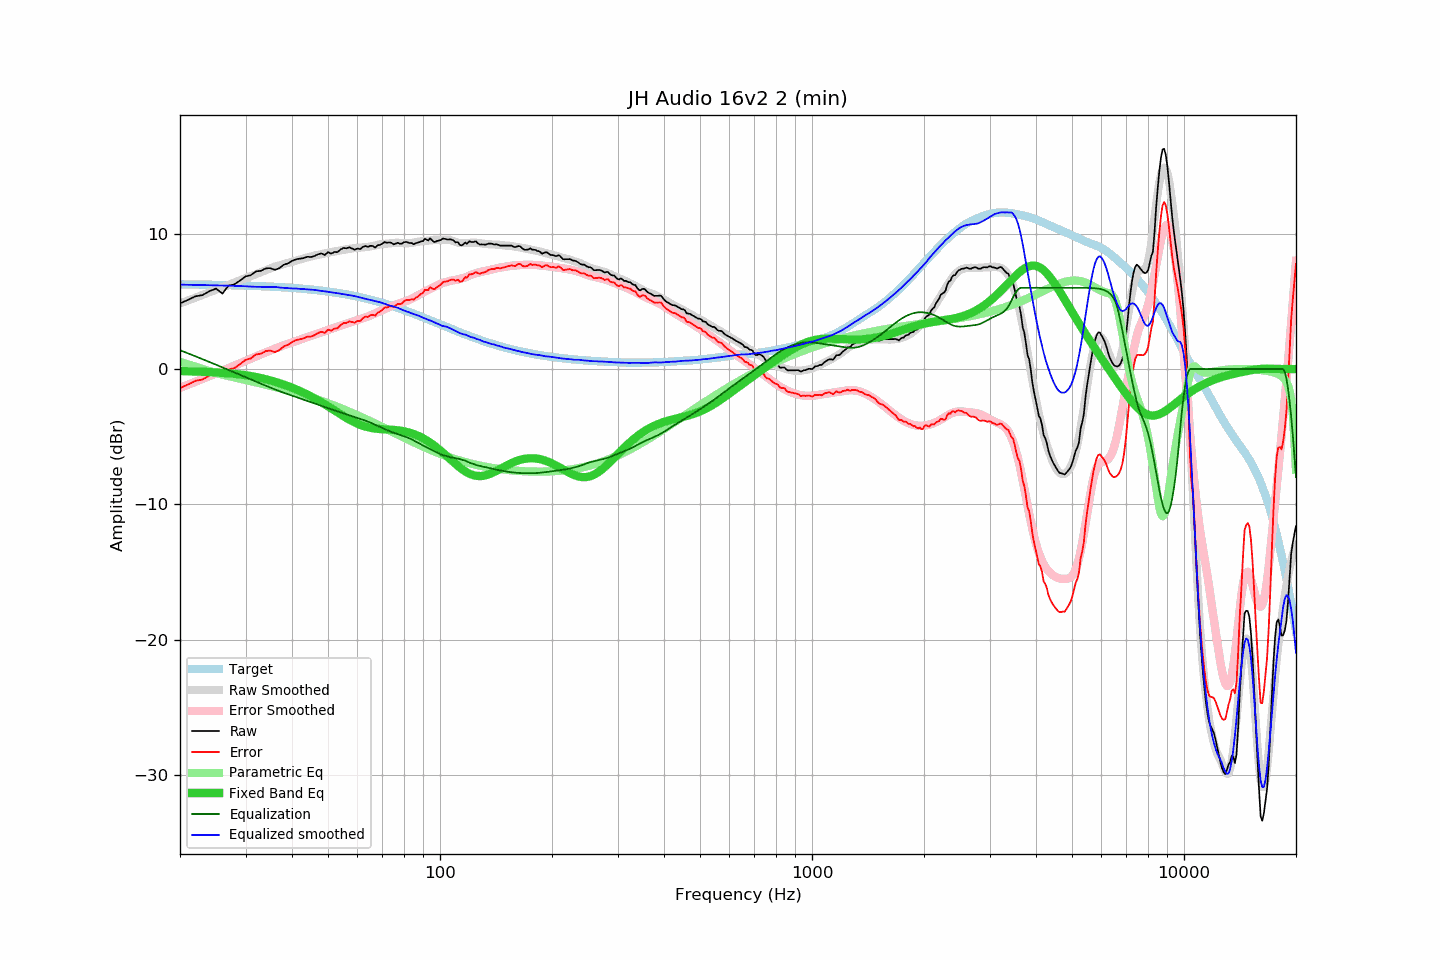 JH Audio 16v2 2 (min)
10
0
−10
−20
−30
Amplitude (dBr)
Target
Raw Smoothed
Error Smoothed
Raw
Error
Parametric Eq
Fixed Band Eq
Equalization
Equalized smoothed
100
1000
10000
Frequency (Hz)